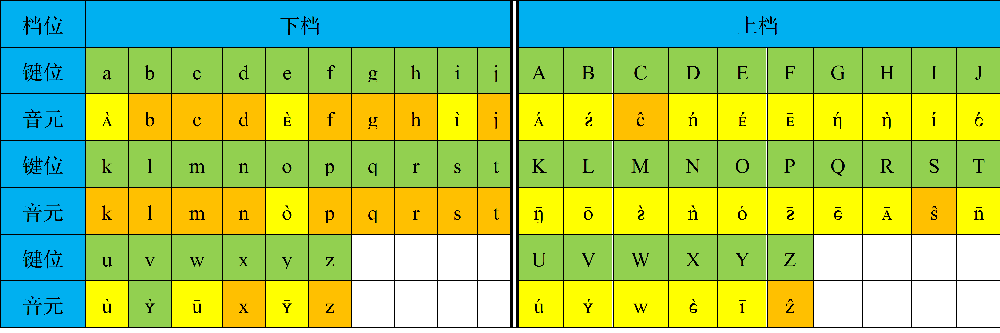 档位 下档 上档
键位 a b c d e f g h i j A B C D E F G H I J
音元 ᴀ̀ b c d ᴇ̀ f g h ì j ᴀ́ ƨ́ ĉ ń ᴇ́ ᴇ̄ ŋ́ ŋ̀ í ɘ́
键位 k l m n o p q r s t K L M N O P Q R S T
音元 k l m n ò p q r s t ŋ̄ ō ƨ̀ ǹ ó ƨ̄ ɘ̄ ᴀ̄ ŝ n̄
键位 u v w x y z U V W X Y Z
音元 ù ʏ̀ ū x ʏ̄ z ú ʏ́ w ɘ̀ ī ẑ